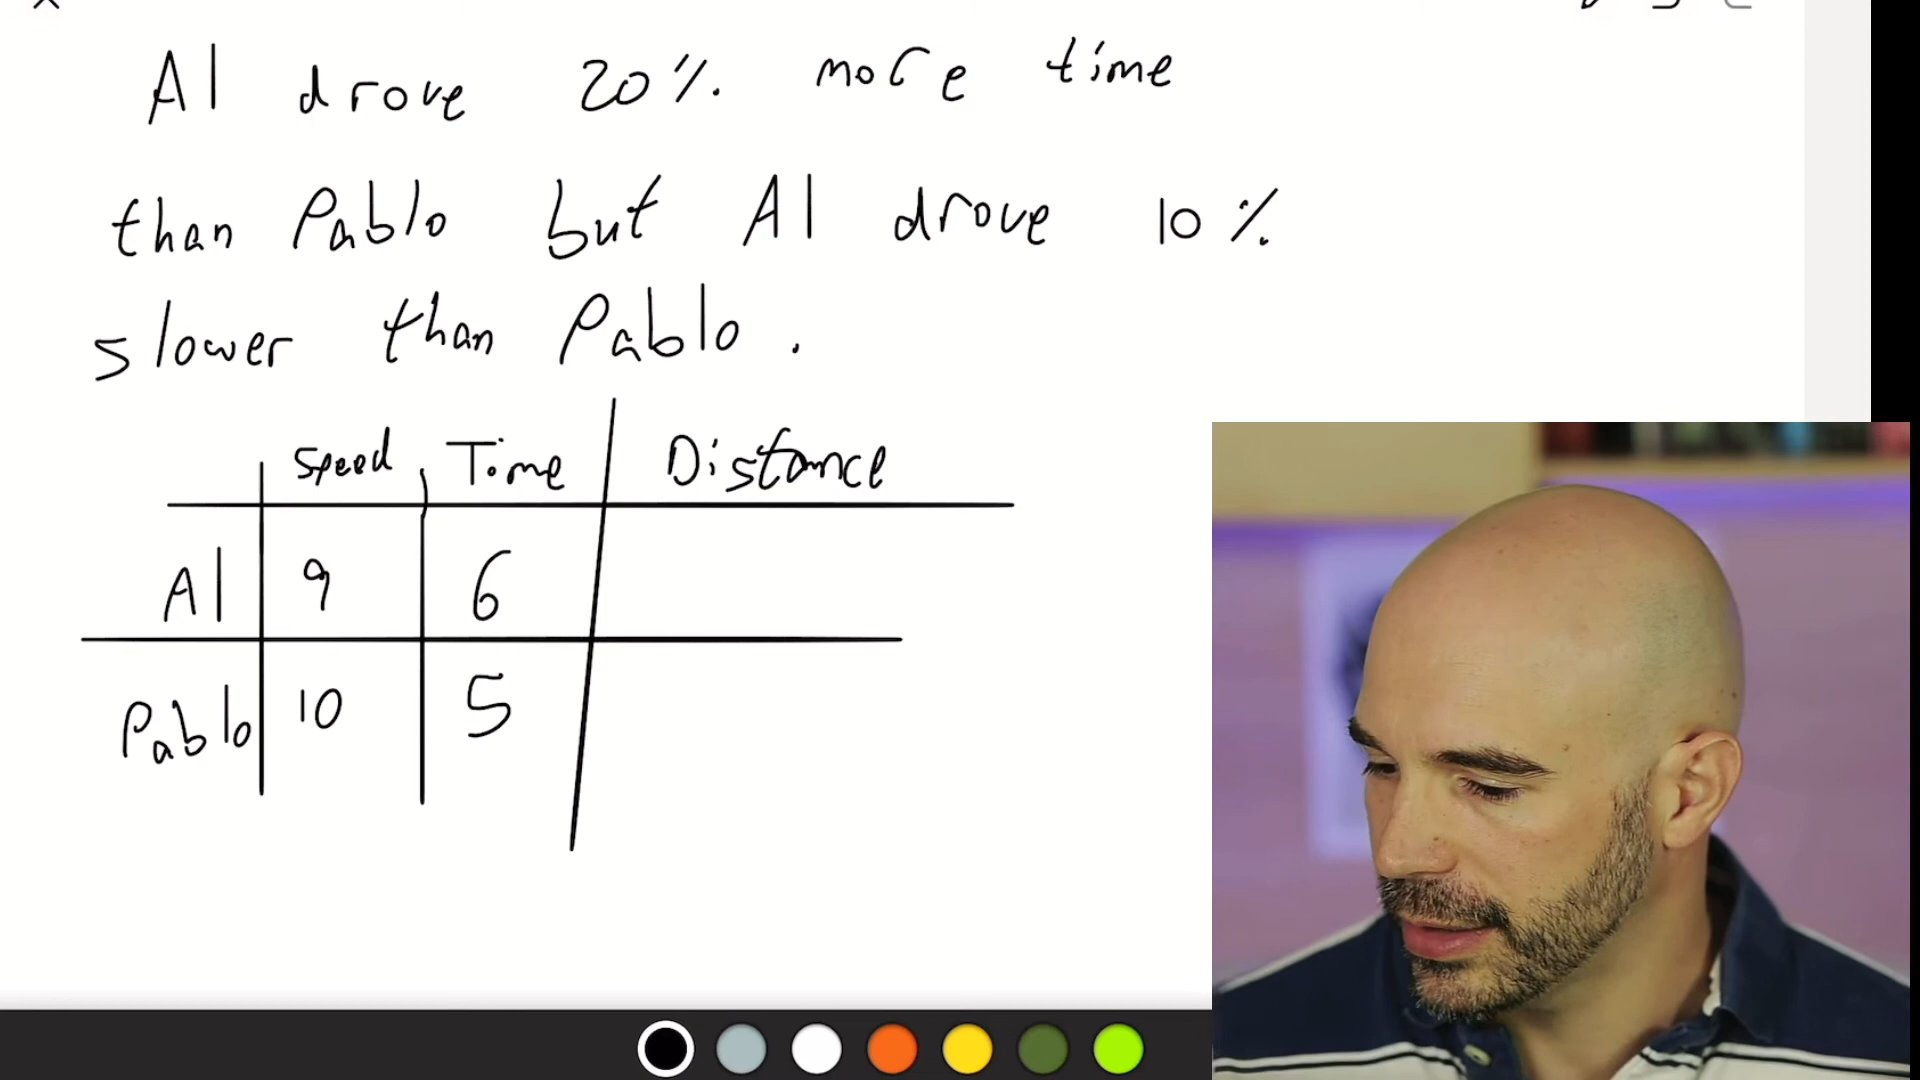 Al drove 20% more time
than Pablo but Al drove 10%
slower than Pablo.
Speed Time Distance
Al 9 6
Pablo 10 5